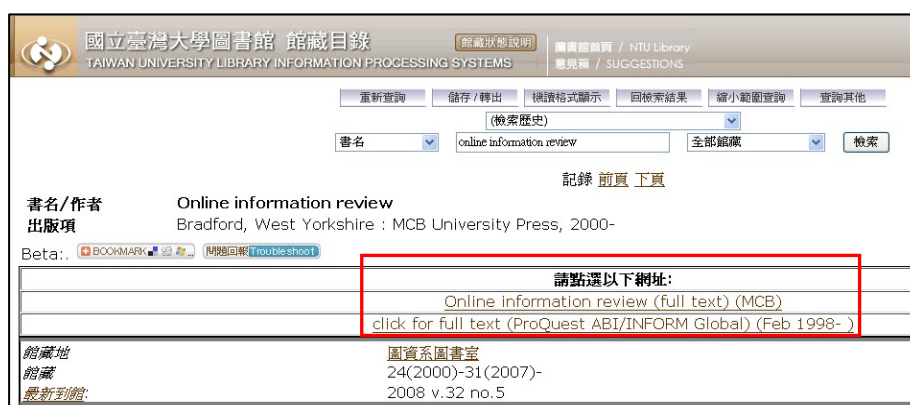 國立臺灣大學圖書館 館藏目錄 館藏狀態說明 圖書館首頁 / NTU Library
TAIWAN UNIVERSITY LIBRARY INFORMATION PROCESSING SYSTEMS 意見箱 / SUGGESTIONS
重新查詢 儲存 / 轉出 機讀格式顯示 回檢索結果 縮小範圍查詢 查詢其他
(檢索歷史)
書名 online information review 全部館藏 檢索
記錄 前頁 下頁
書名/作者 Online information review
出版項 Bradford, West Yorkshire : MCB University Press, 2000-
Beta:. BOOKMARK 問題回報 Troubleshoot
請點選以下網址:
Online information review (full text) (MCB)
click for full text (ProQuest ABI/INFORM Global) (Feb 1998- )
館藏地 圖資系圖書室
館藏 24(2000)-31(2007)-
最新到館: 2008 v.32 no.5